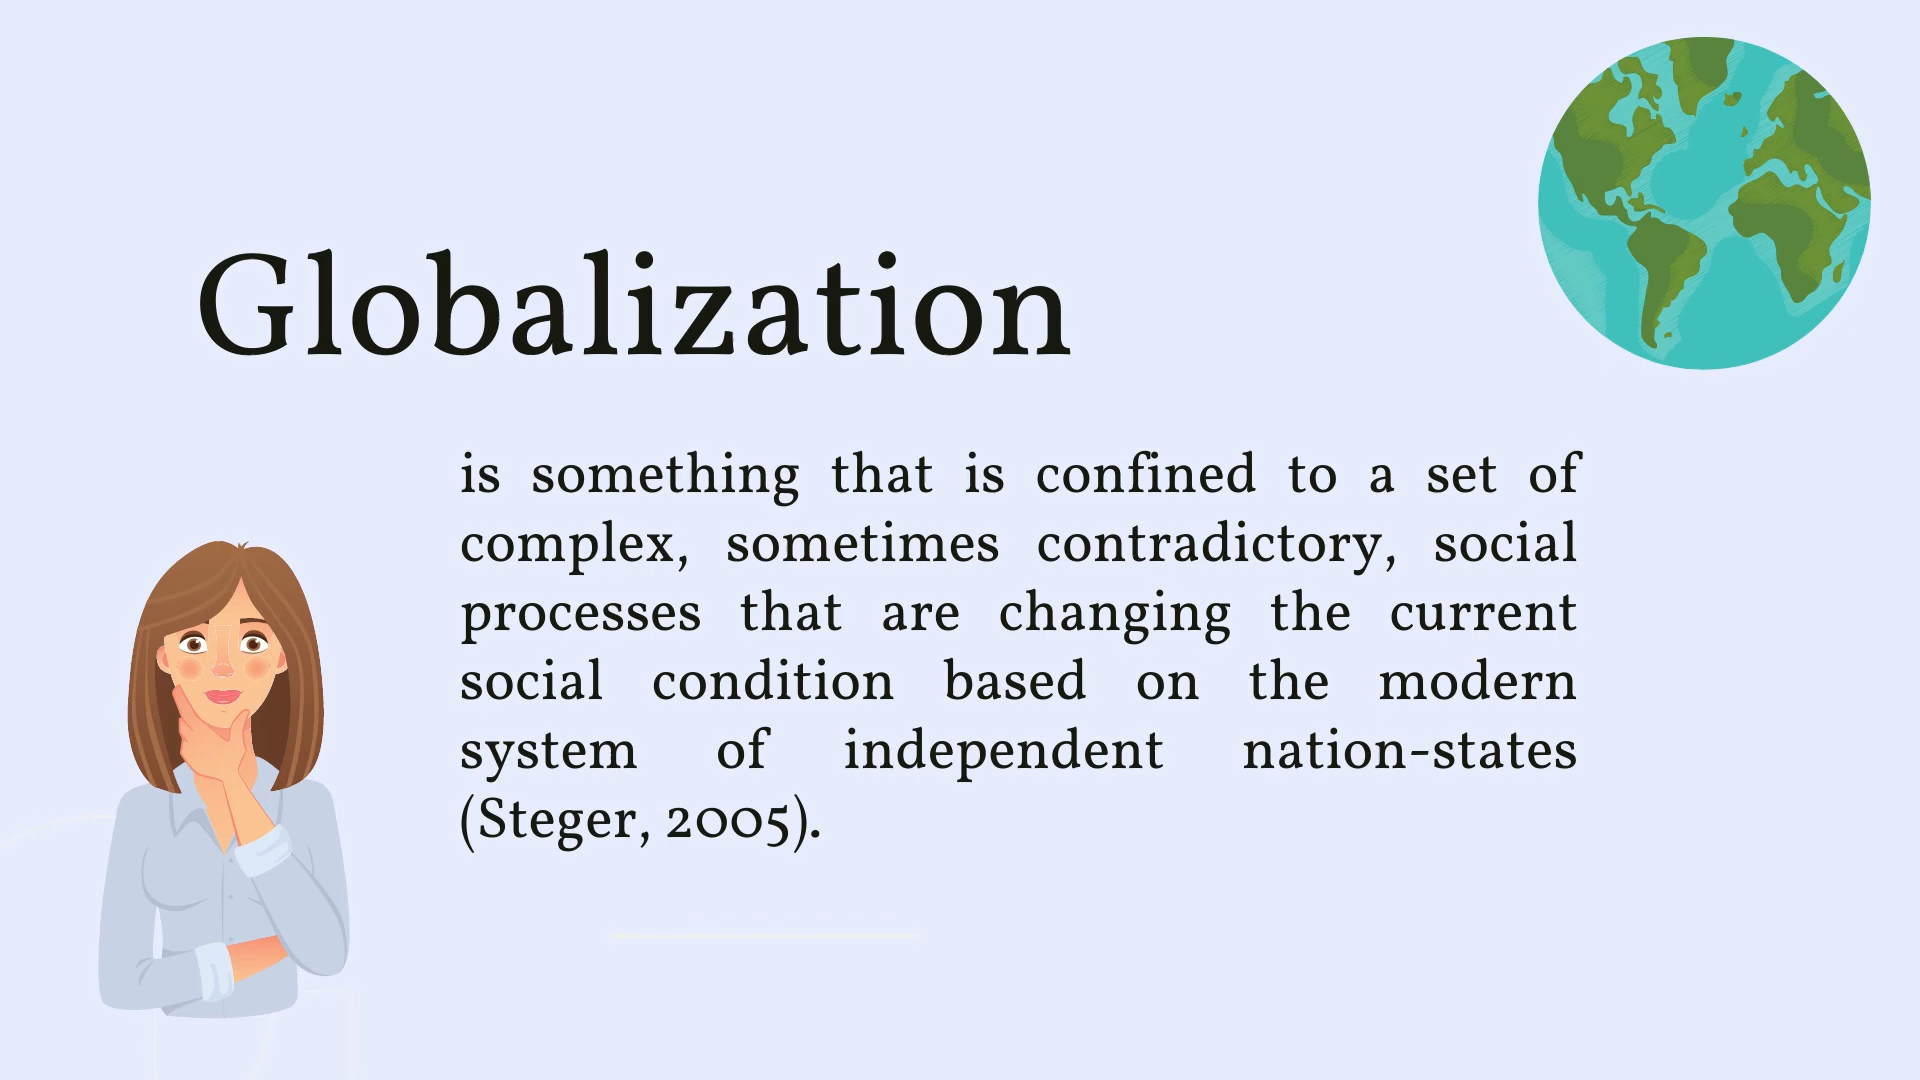 Globalization
is something that is confined to a set of
complex, sometimes contradictory, social
processes that are changing the current
social condition based on the modern
system of independent nation-states
(Steger, 2005).